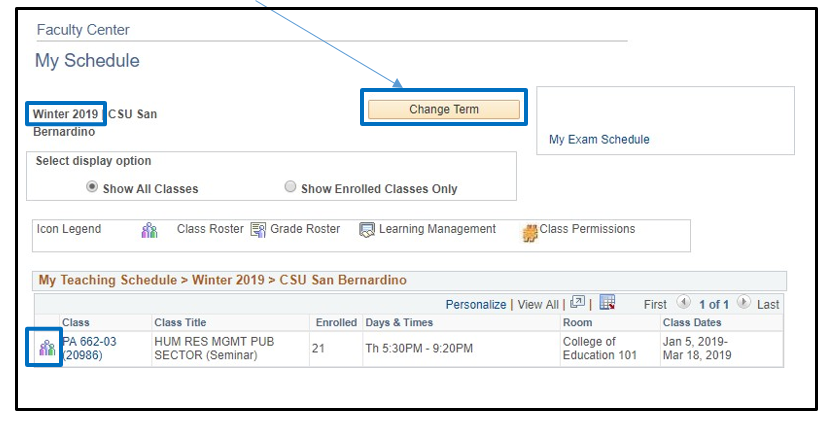 Faculty Center
My Schedule
Winter 2019 | CSU San
Bernardino
Change Term
My Exam Schedule
Select display option
Show All Classes
Show Enrolled Classes Only
Icon Legend Class Roster Grade Roster Learning Management Class Permissions
My Teaching Schedule > Winter 2019 > CSU San Bernardino
Personalize | View All | | First 1 of 1 Last
Class Class Title Enrolled Days & Times Room Class Dates
PA 662-03 HUM RES MGMT PUB 21 Th 5:30PM - 9:20PM College of Jan 5, 2019-
(20986) SECTOR (Seminar) Education 101 Mar 18, 2019